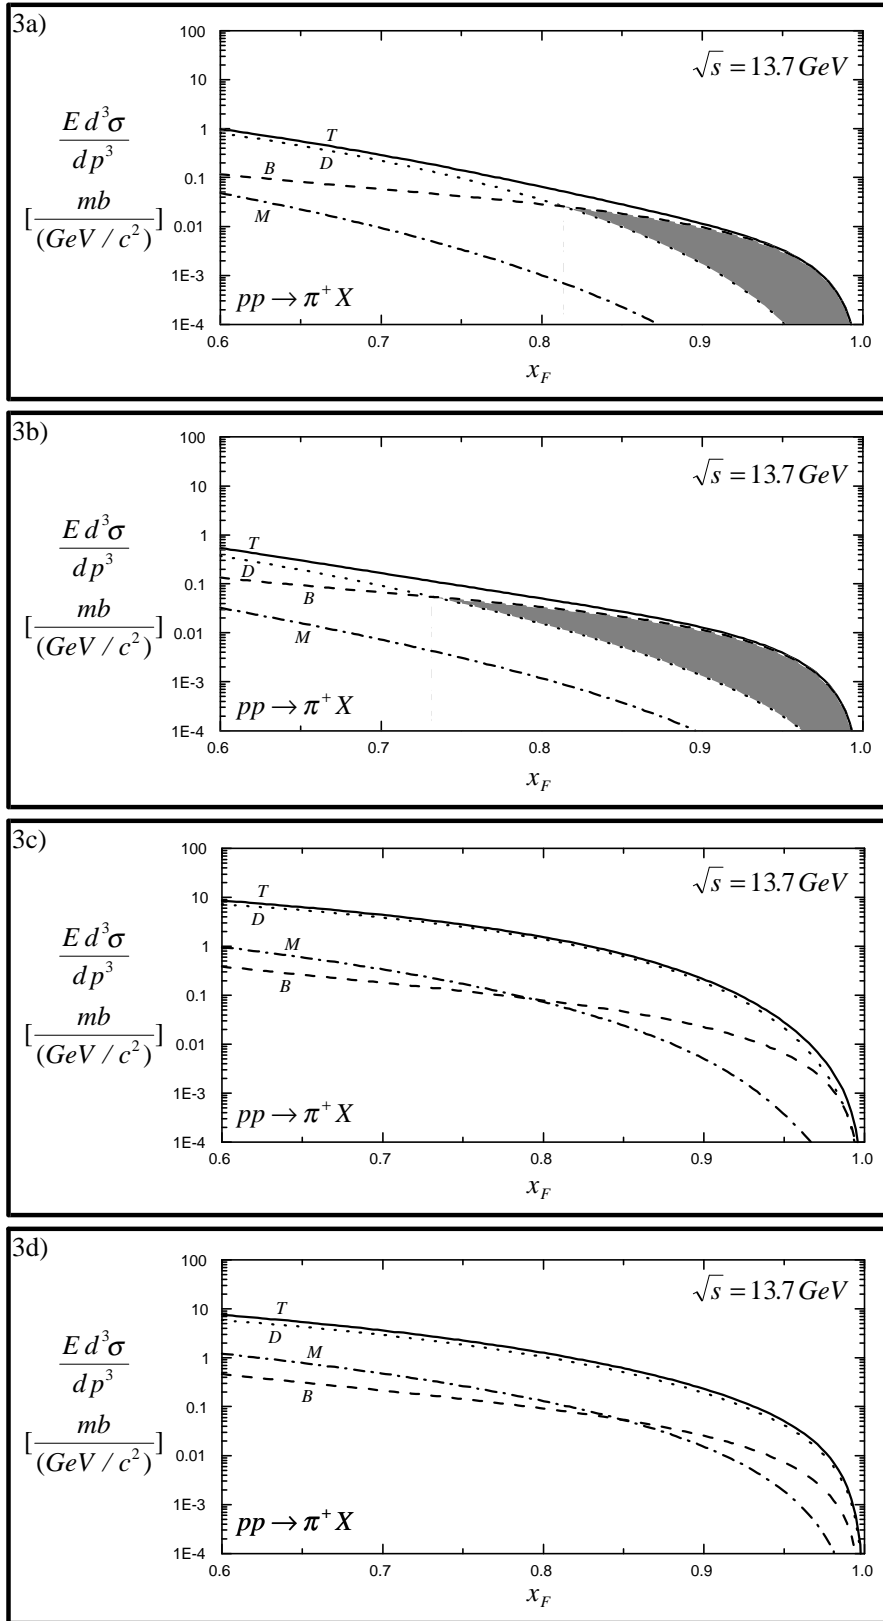 3a)
√s = 13.7 GeV
E d³σ
dp³
[ mb
(GeV / c²) ]
100
10
1
0.1
0.01
1E-3
1E-4
T
D
B
M
pp → π⁺ X
0.6 0.7 0.8 0.9 1.0
x_F
3b)
√s = 13.7 GeV
E d³σ
dp³
[ mb
(GeV / c²) ]
100
10
1
0.1
0.01
1E-3
1E-4
T
D
B
M
pp → π⁺ X
0.6 0.7 0.8 0.9 1.0
x_F
3c)
√s = 13.7 GeV
E d³σ
dp³
[ mb
(GeV / c²) ]
100
10
1
0.1
0.01
1E-3
1E-4
T
D
M
B
pp → π⁺ X
0.6 0.7 0.8 0.9 1.0
x_F
3d)
√s = 13.7 GeV
E d³σ
dp³
[ mb
(GeV / c²) ]
100
10
1
0.1
0.01
1E-3
1E-4
T
D
M
B
pp → π⁺ X
0.6 0.7 0.8 0.9 1.0
x_F